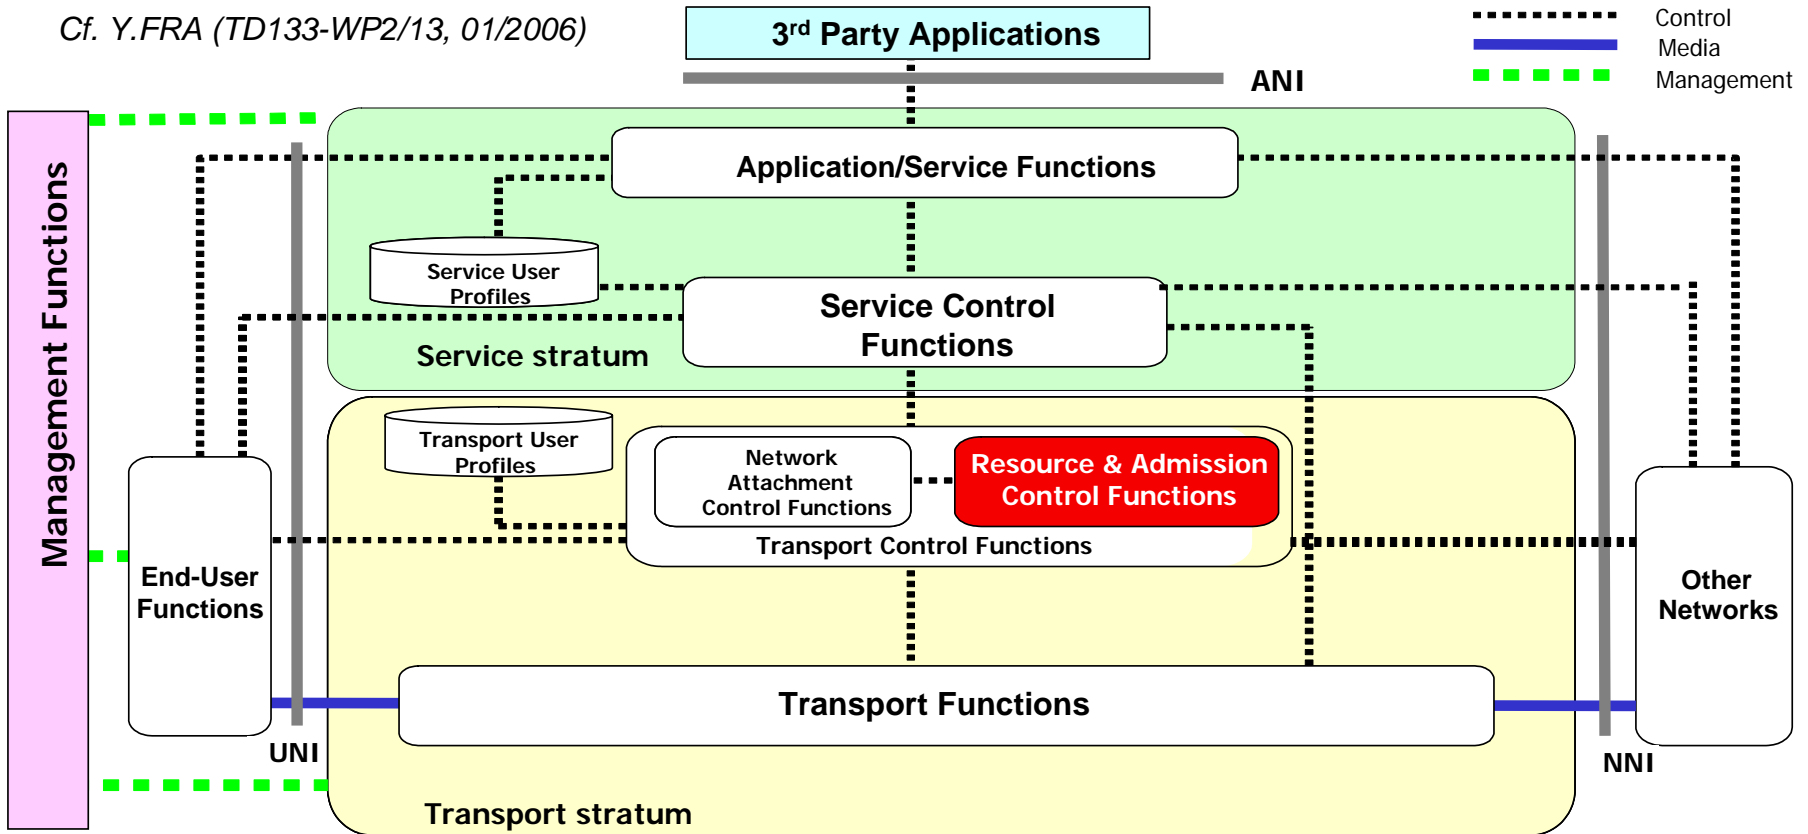 Cf. Y.FRA (TD133-WP2/13, 01/2006)
3rd Party Applications
Control
Media
Management
ANI
Management Functions
Application/Service Functions
Service User
Profiles
Service Control
Functions
Service stratum
Transport User
Profiles
Network
Attachment
Control Functions
Resource & Admission
Control Functions
Transport Control Functions
End-User
Functions
Other
Networks
Transport Functions
UNI
NNI
Transport stratum